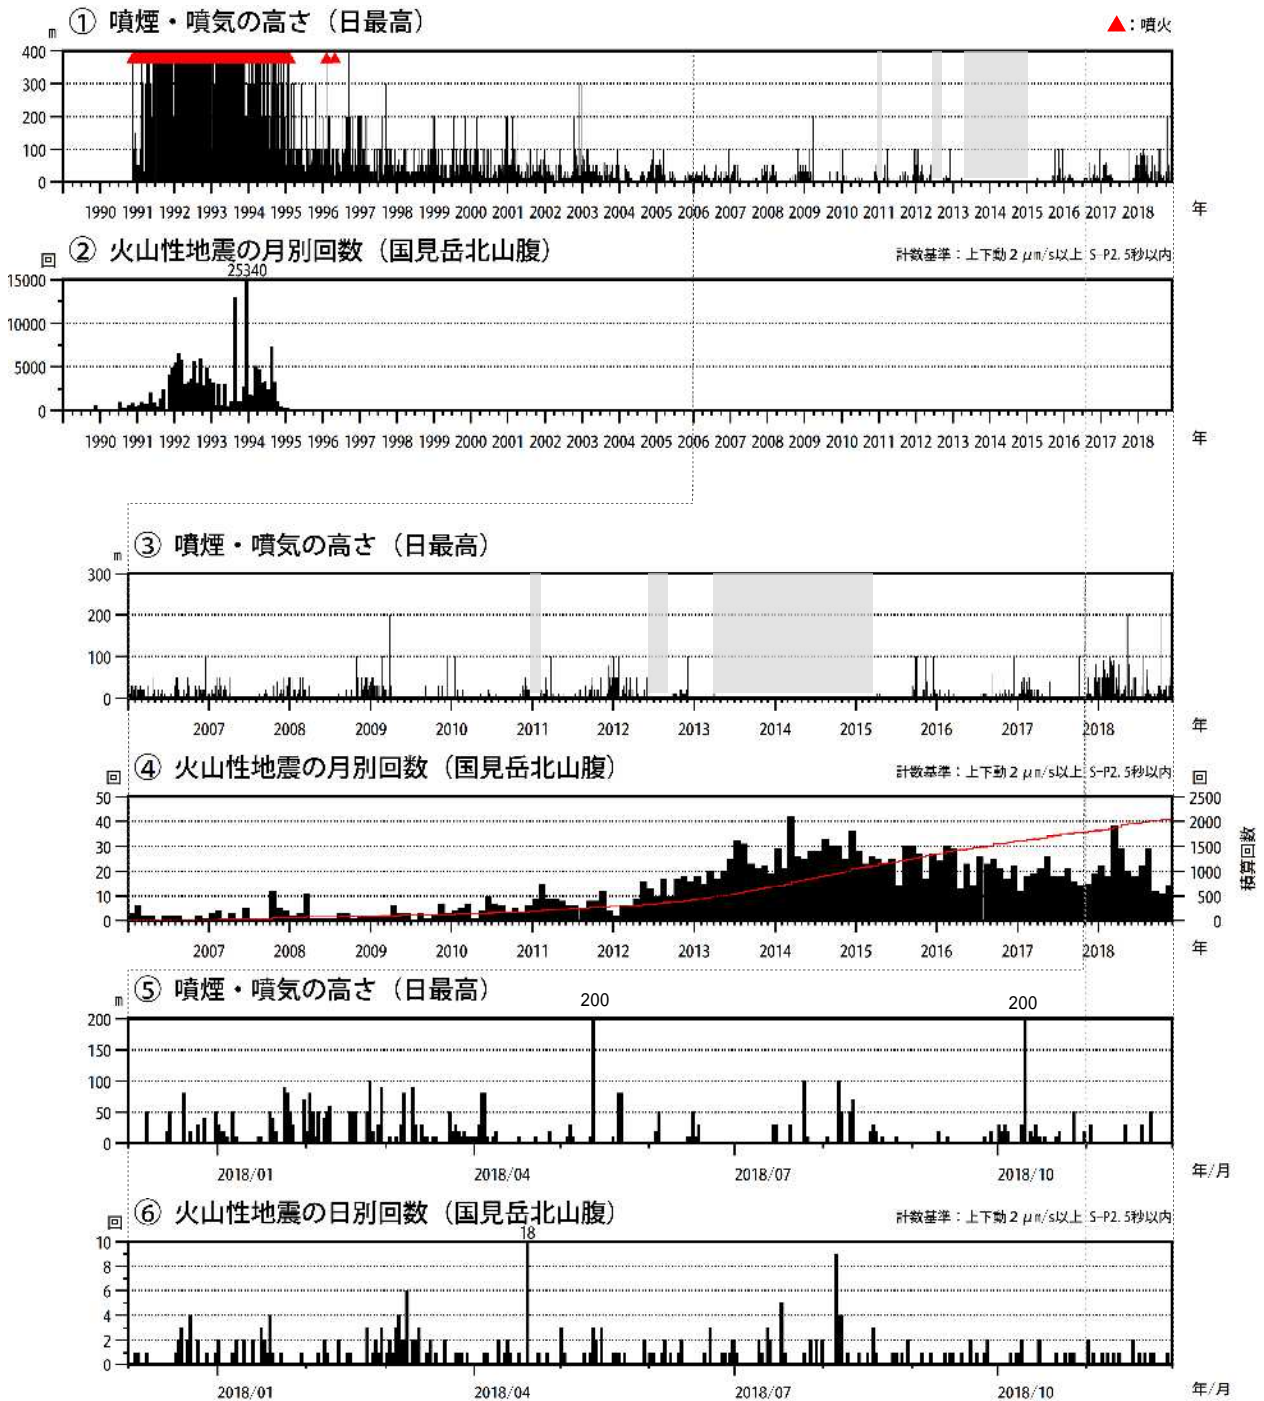 ① 噴煙・噴気の高さ（日最高）
▲：噴火
m
400
300
200
100
0
1990 1991 1992 1993 1994 1995 1996 1997 1998 1999 2000 2001 2002 2003 2004 2005 2006 2007 2008 2009 2010 2011 2012 2013 2014 2015 2016 2017 2018 年
② 火山性地震の月別回数（国見岳北山腹）
計数基準：上下動2μm/s以上 S-P2.5秒以内
回
25340
15000
10000
5000
0
1990 1991 1992 1993 1994 1995 1996 1997 1998 1999 2000 2001 2002 2003 2004 2005 2006 2007 2008 2009 2010 2011 2012 2013 2014 2015 2016 2017 2018 年
③ 噴煙・噴気の高さ（日最高）
m
300
200
100
0
2007 2008 2009 2010 2011 2012 2013 2014 2015 2016 2017 2018 年
④ 火山性地震の月別回数（国見岳北山腹）
計数基準：上下動2μm/s以上 S-P2.5秒以内
回
回
50 2500
40 2000
30 1500
20 1000
10 500
0 0
積算回数
2007 2008 2009 2010 2011 2012 2013 2014 2015 2016 2017 2018 年
⑤ 噴煙・噴気の高さ（日最高）
m
200 200
200
150
100
50
0
2018/01 2018/04 2018/07 2018/10 年/月
⑥ 火山性地震の日別回数（国見岳北山腹）
計数基準：上下動2μm/s以上 S-P2.5秒以内
回
18
10
8
6
4
2
0
2018/01 2018/04 2018/07 2018/10 年/月